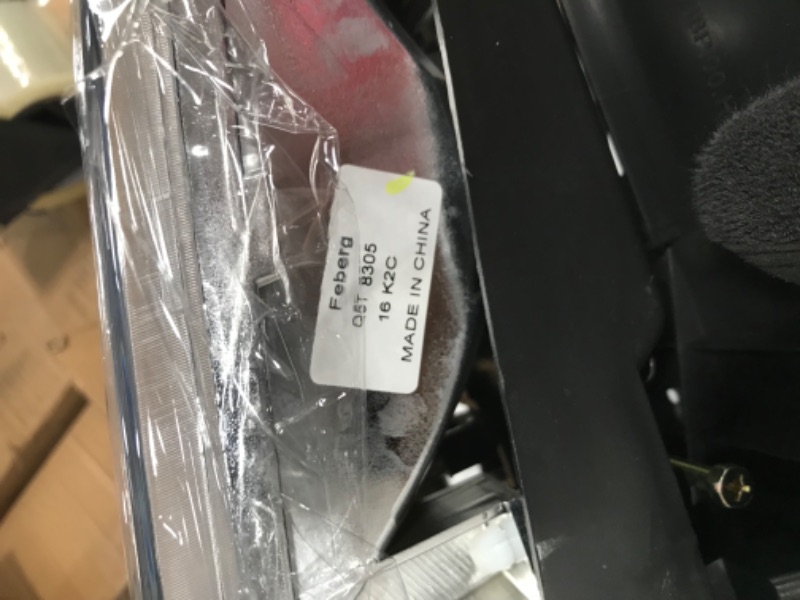 Feberg
Q5T 8305
16 K2C
MADE IN CHINA